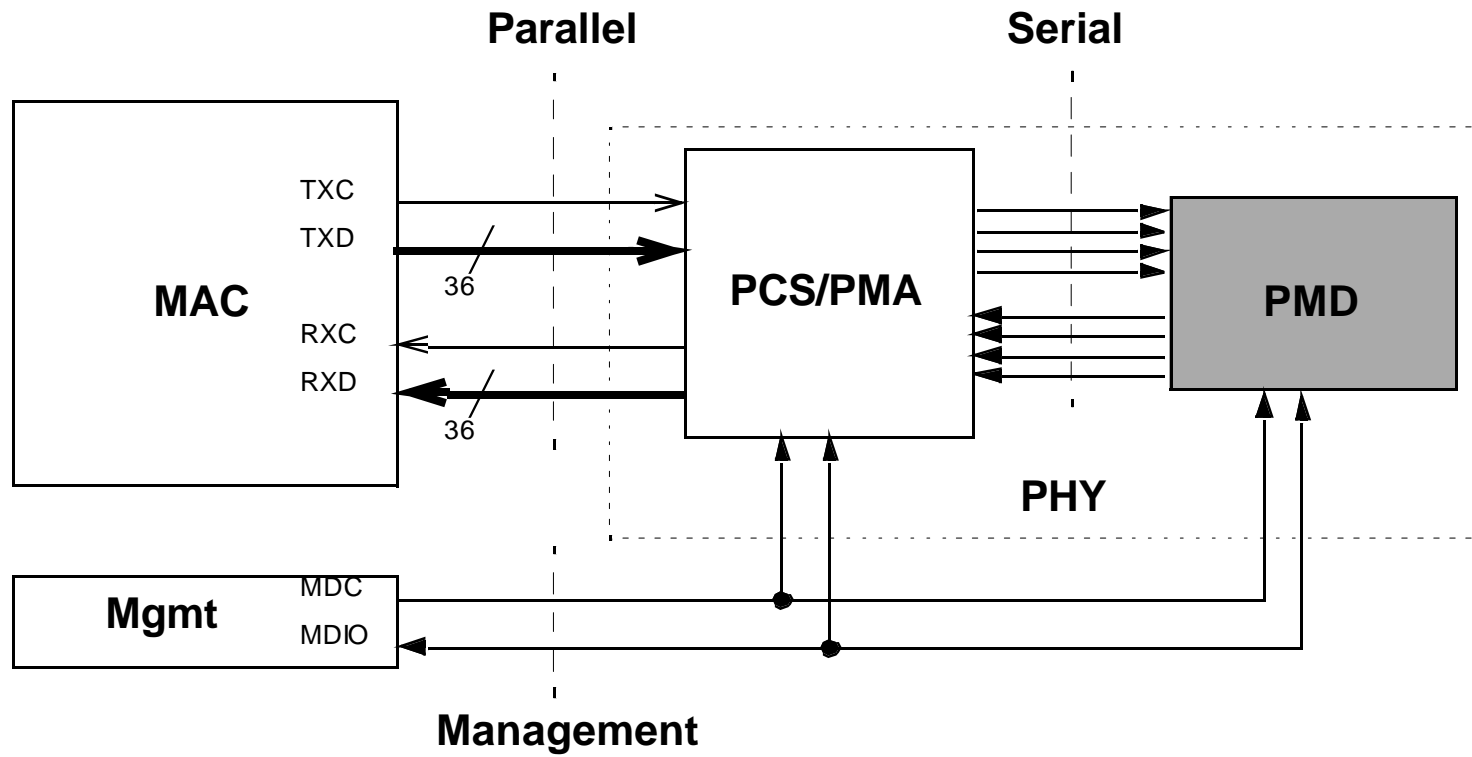 Parallel
Serial
TXC
TXD
36
MAC
PCS/PMA
PMD
RXC
RXD
36
PHY
MDC
Mgmt
MDIO
Management